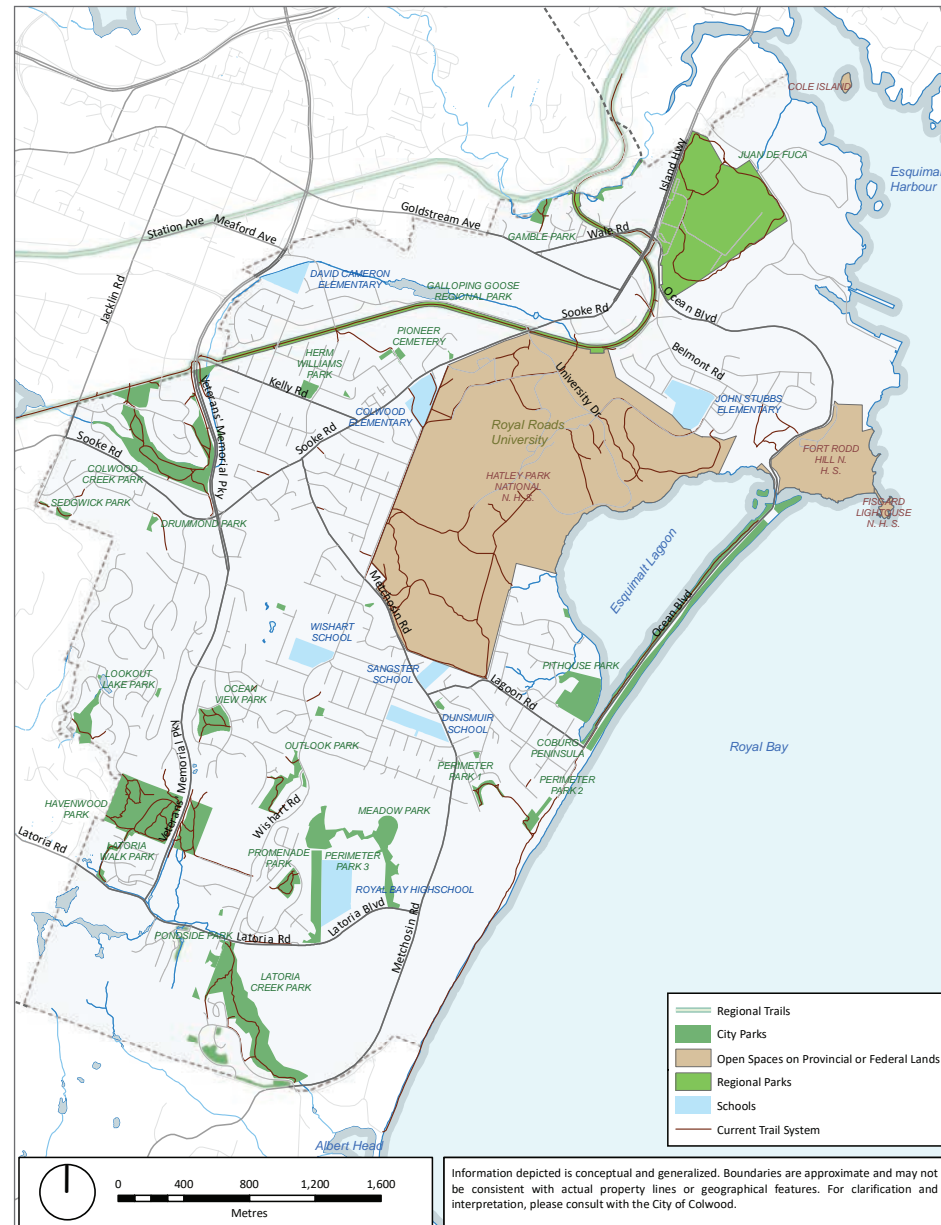 COLE ISLAND
JUAN DE FUCA
Esquimalt
Harbour
Island Hwy
Goldstream Ave
Station Ave
Meaford Ave
GAMBLE PARK
Wale Rd
DAVID CAMERON
ELEMENTARY
GALLOPING GOOSE
REGIONAL PARK
Jacklin Rd
Sooke Rd
Ocean Blvd
PIONEER
CEMETERY
HERM
WILLIAMS
PARK
Belmont Rd
Kelly Rd
University Dr
Veterans' Memorial Pky
COLWOOD
ELEMENTARY
JOHN STUBBS
ELEMENTARY
Royal Roads
University
Sooke Rd
Sooke Rd
COLWOOD
CREEK PARK
HATLEY PARK
NATIONAL
N. H. S.
FORT RODD
HILL N.
H. S.
SEDGWICK PARK
FISGARD
LIGHTHOUSE
N. H. S.
DRUMMOND PARK
Esquimalt Lagoon
Ocean Blvd
Metchosin Rd
WISHART
SCHOOL
SANGSTER
SCHOOL
PITHOUSE PARK
LOOKOUT
LAKE PARK
OCEAN
VIEW PARK
Lagoon Rd
DUNSMUIR
SCHOOL
Veterans' Memorial Pky
OUTLOOK PARK
COBURG
PENINSULA
Royal Bay
PERIMETER
PARK 1
PERIMETER
PARK 2
HAVENWOOD
PARK
Wishart Rd
MEADOW PARK
Latoria Rd
LATORIA
WALK PARK
PROMENADE
PARK
PERIMETER
PARK 3
ROYAL BAY HIGHSCHOOL
Latoria Blvd
Metchosin Rd
PONDSIDE PARK
Latoria Rd
LATORIA
CREEK PARK
Albert Head
Regional Trails
City Parks
Open Spaces on Provincial or Federal Lands
Regional Parks
Schools
Current Trail System
0 400 800 1,200 1,600
Metres
Information depicted is conceptual and generalized. Boundaries are approximate and may not
be consistent with actual property lines or geographical features. For clarification and
interpretation, please consult with the City of Colwood.